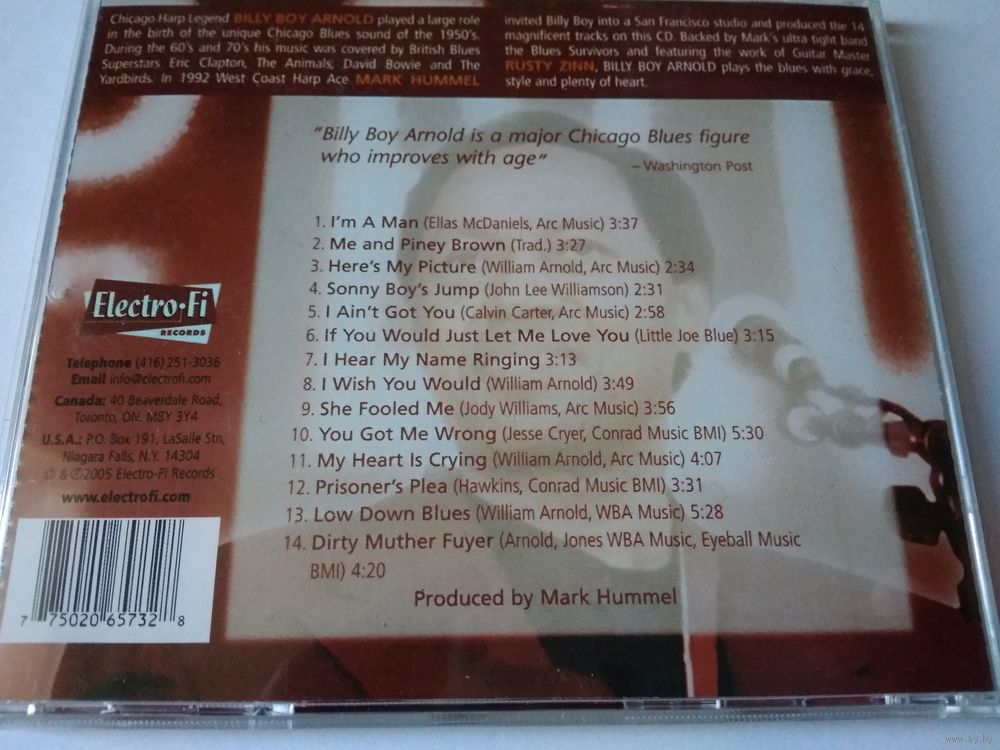 Chicago Harp Legend BILLY BOY ARNOLD played a large role
in the birth of the unique Chicago Blues sound of the 1950's.
During the 60's and 70's his music was covered by British Blues
Superstars Eric Clapton, The Animals, David Bowie and The
Yardbirds. In 1992 West Coast Harp Ace MARK HUMMEL
invited Billy Boy into a San Francisco studio and produced the 14
magnificent tracks on this CD. Backed by Mark's ultra tight band
the Blues Survivors and featuring the work of Guitar Master
RUSTY ZINN, BILLY BOY ARNOLD plays the blues with grace,
style and plenty of heart.
"Billy Boy Arnold is a major Chicago Blues figure
who improves with age"
– Washington Post
1. I'm A Man (Ellas McDaniels, Arc Music) 3:37
2. Me and Piney Brown (Trad.) 3:27
3. Here's My Picture (William Arnold, Arc Music) 2:34
4. Sonny Boy's Jump (John Lee Williamson) 2:31
5. I Ain't Got You (Calvin Carter, Arc Music) 2:58
6. If You Would Just Let Me Love You (Little Joe Blue) 3:15
7. I Hear My Name Ringing 3:13
8. I Wish You Would (William Arnold) 3:49
9. She Fooled Me (Jody Williams, Arc Music) 3:56
10. You Got Me Wrong (Jesse Cryer, Conrad Music BMI) 5:30
11. My Heart Is Crying (William Arnold, Arc Music) 4:07
12. Prisoner's Plea (Hawkins, Conrad Music BMI) 3:31
13. Low Down Blues (William Arnold, WBA Music) 5:28
14. Dirty Muther Fuyer (Arnold, Jones WBA Music, Eyeball Music
BMI) 4:20
Produced by Mark Hummel
Electro•Fi
RECORDS
Telephone (416) 251-3036
Email info@electrofi.com
Canada: 40 Beaverdale Road,
Toronto, ON. M8Y 3Y4
U.S.A.: P.O. Box 191, LaSalle Stn,
Niagara Falls, N.Y. 14304
© & ℗2005 Electro-Fi Records
www.electrofi.com
7 75020 65732 8
www.ay.by